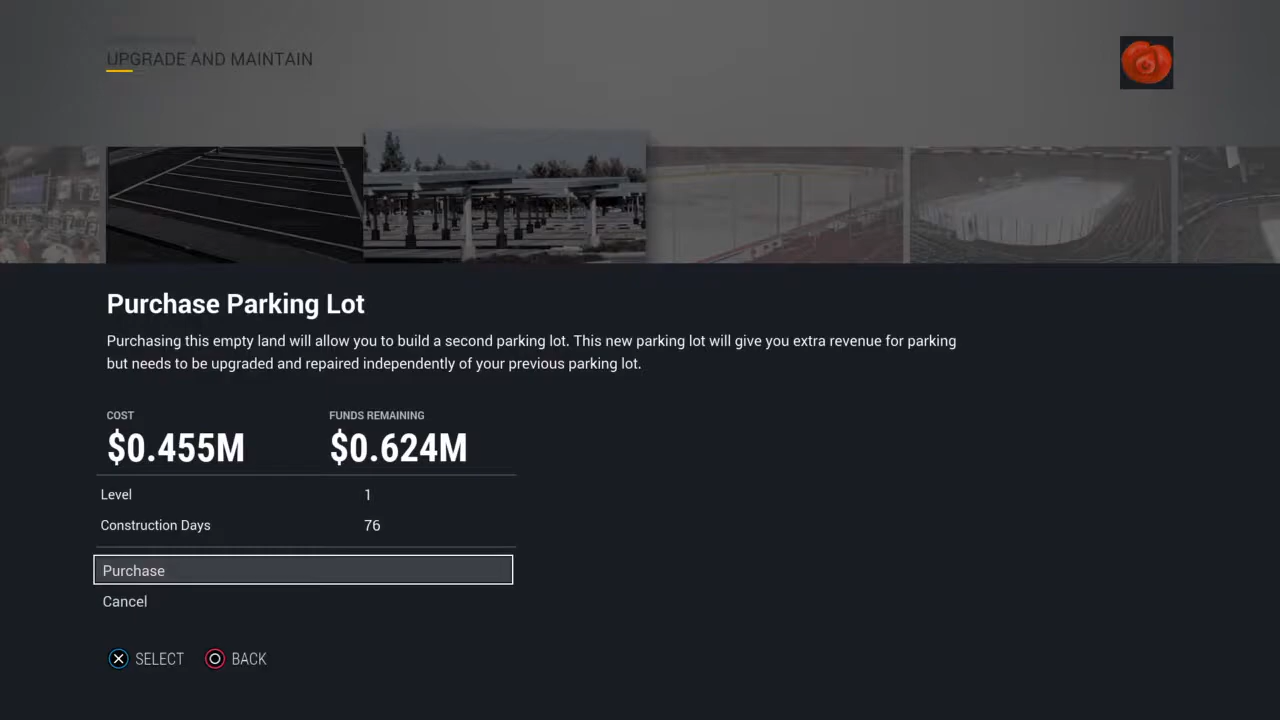 UPGRADE AND MAINTAIN
Purchase Parking Lot
Purchasing this empty land will allow you to build a second parking lot. This new parking lot will give you extra revenue for parking
but needs to be upgraded and repaired independently of your previous parking lot.
COST FUNDS REMAINING
$0.455M $0.624M
Level 1
Construction Days 76
Purchase
Cancel
SELECT BACK